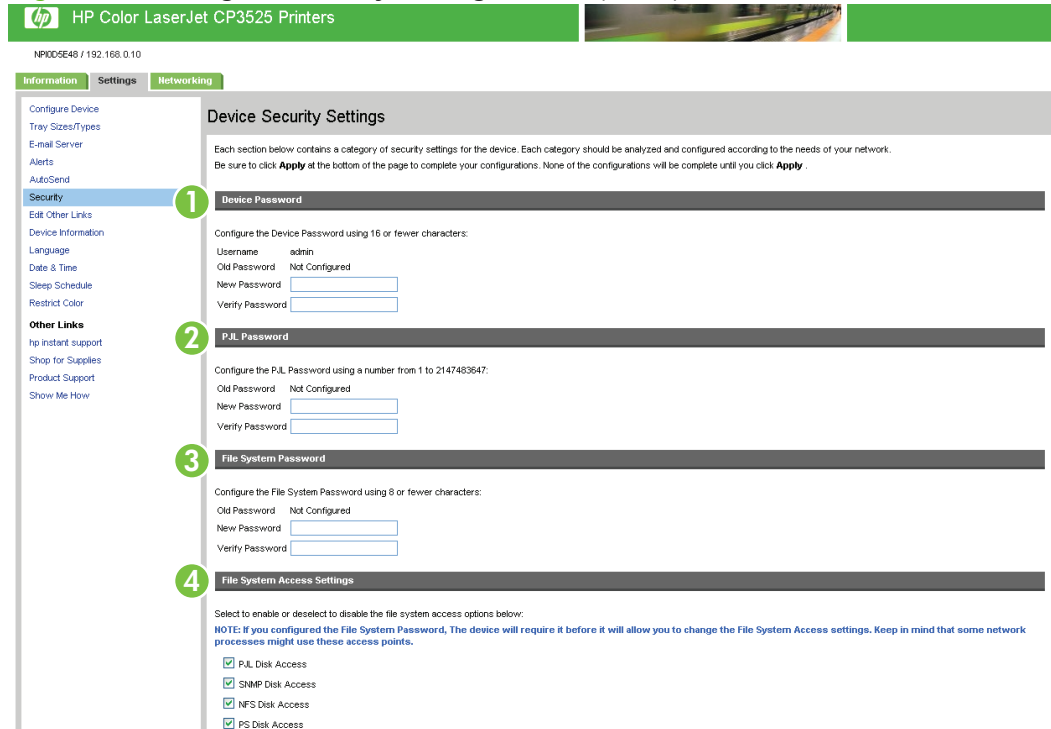 hp HP Color LaserJet CP3525 Printers
NPI0D5E48 / 192.168.0.10
Information Settings Networking
Configure Device
Tray Sizes/Types
E-mail Server
Alerts
AutoSend
Security
Edit Other Links
Device Information
Language
Date & Time
Sleep Schedule
Restrict Color
Other Links
hp instant support
Shop for Supplies
Product Support
Show Me How
Device Security Settings
Each section below contains a category of security settings for the device. Each category should be analyzed and configured according to the needs of your network.
Be sure to click Apply at the bottom of the page to complete your configurations. None of the configurations will be complete until you click Apply .
1 Device Password
Configure the Device Password using 16 or fewer characters:
Username admin
Old Password Not Configured
New Password
Verify Password
2 PJL Password
Configure the PJL Password using a number from 1 to 2147483647:
Old Password Not Configured
New Password
Verify Password
3 File System Password
Configure the File System Password using 8 or fewer characters:
Old Password Not Configured
New Password
Verify Password
4 File System Access Settings
Select to enable or deselect to disable the file system access options below:
NOTE: If you configured the File System Password, The device will require it before it will allow you to change the File System Access settings. Keep in mind that some network
processes might use these access points.
PJL Disk Access
SNMP Disk Access
NFS Disk Access
PS Disk Access